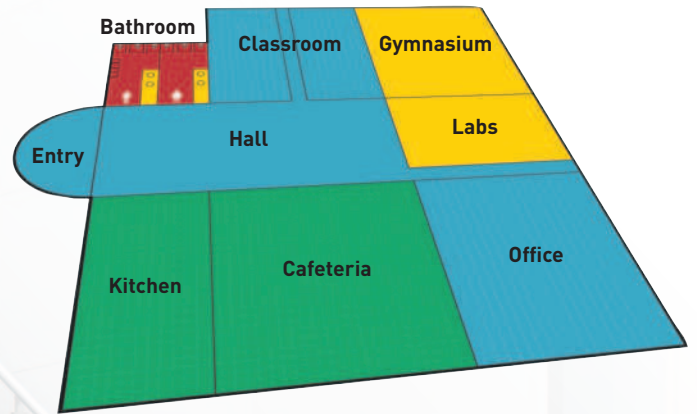 Bathroom
Classroom
Gymnasium
Labs
Hall
Entry
Office
Cafeteria
Kitchen